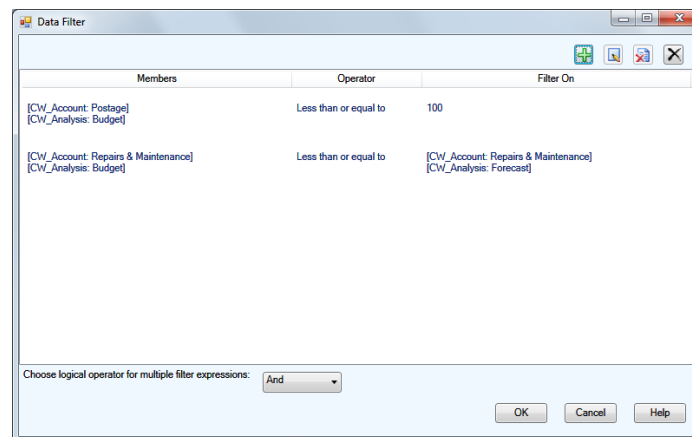 Data Filter
Members Operator Filter On
[CW_Account: Postage] Less than or equal to 100
[CW_Analysis: Budget]
[CW_Account: Repairs & Maintenance] Less than or equal to [CW_Account: Repairs & Maintenance]
[CW_Analysis: Budget] [CW_Analysis: Forecast]
Choose logical operator for multiple filter expressions: And
OK Cancel Help